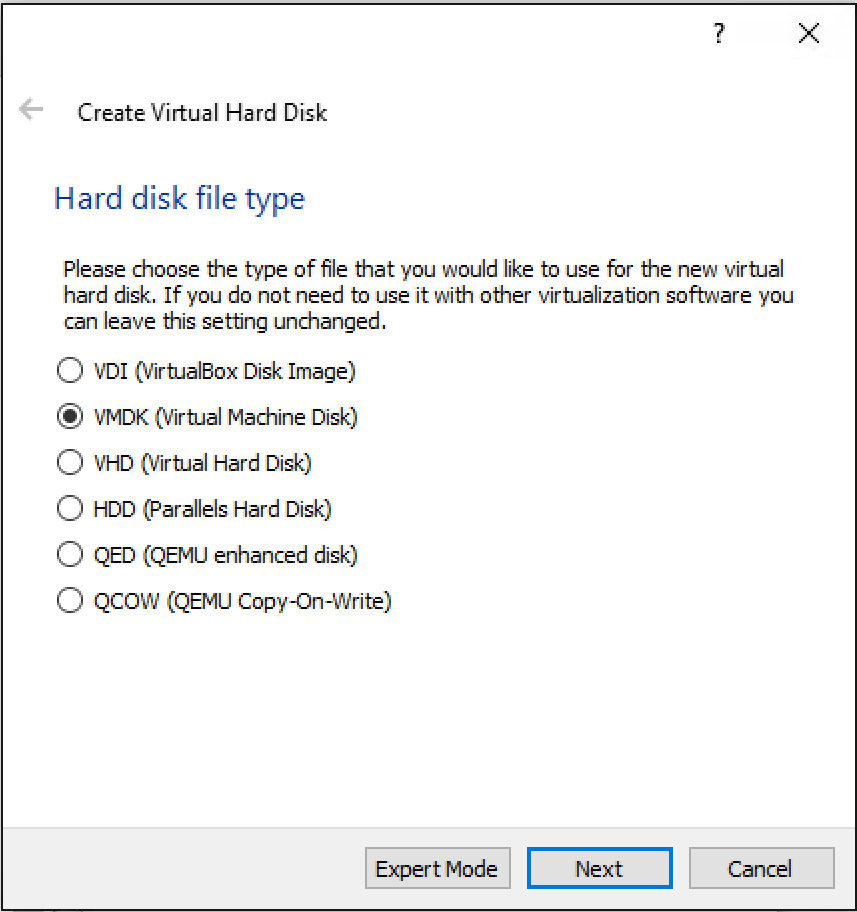 ?
Create Virtual Hard Disk
Hard disk file type
Please choose the type of file that you would like to use for the new virtual
hard disk. If you do not need to use it with other virtualization software you
can leave this setting unchanged.
VDI (VirtualBox Disk Image)
VMDK (Virtual Machine Disk)
VHD (Virtual Hard Disk)
HDD (Parallels Hard Disk)
QED (QEMU enhanced disk)
QCOW (QEMU Copy-On-Write)
Expert Mode Next Cancel